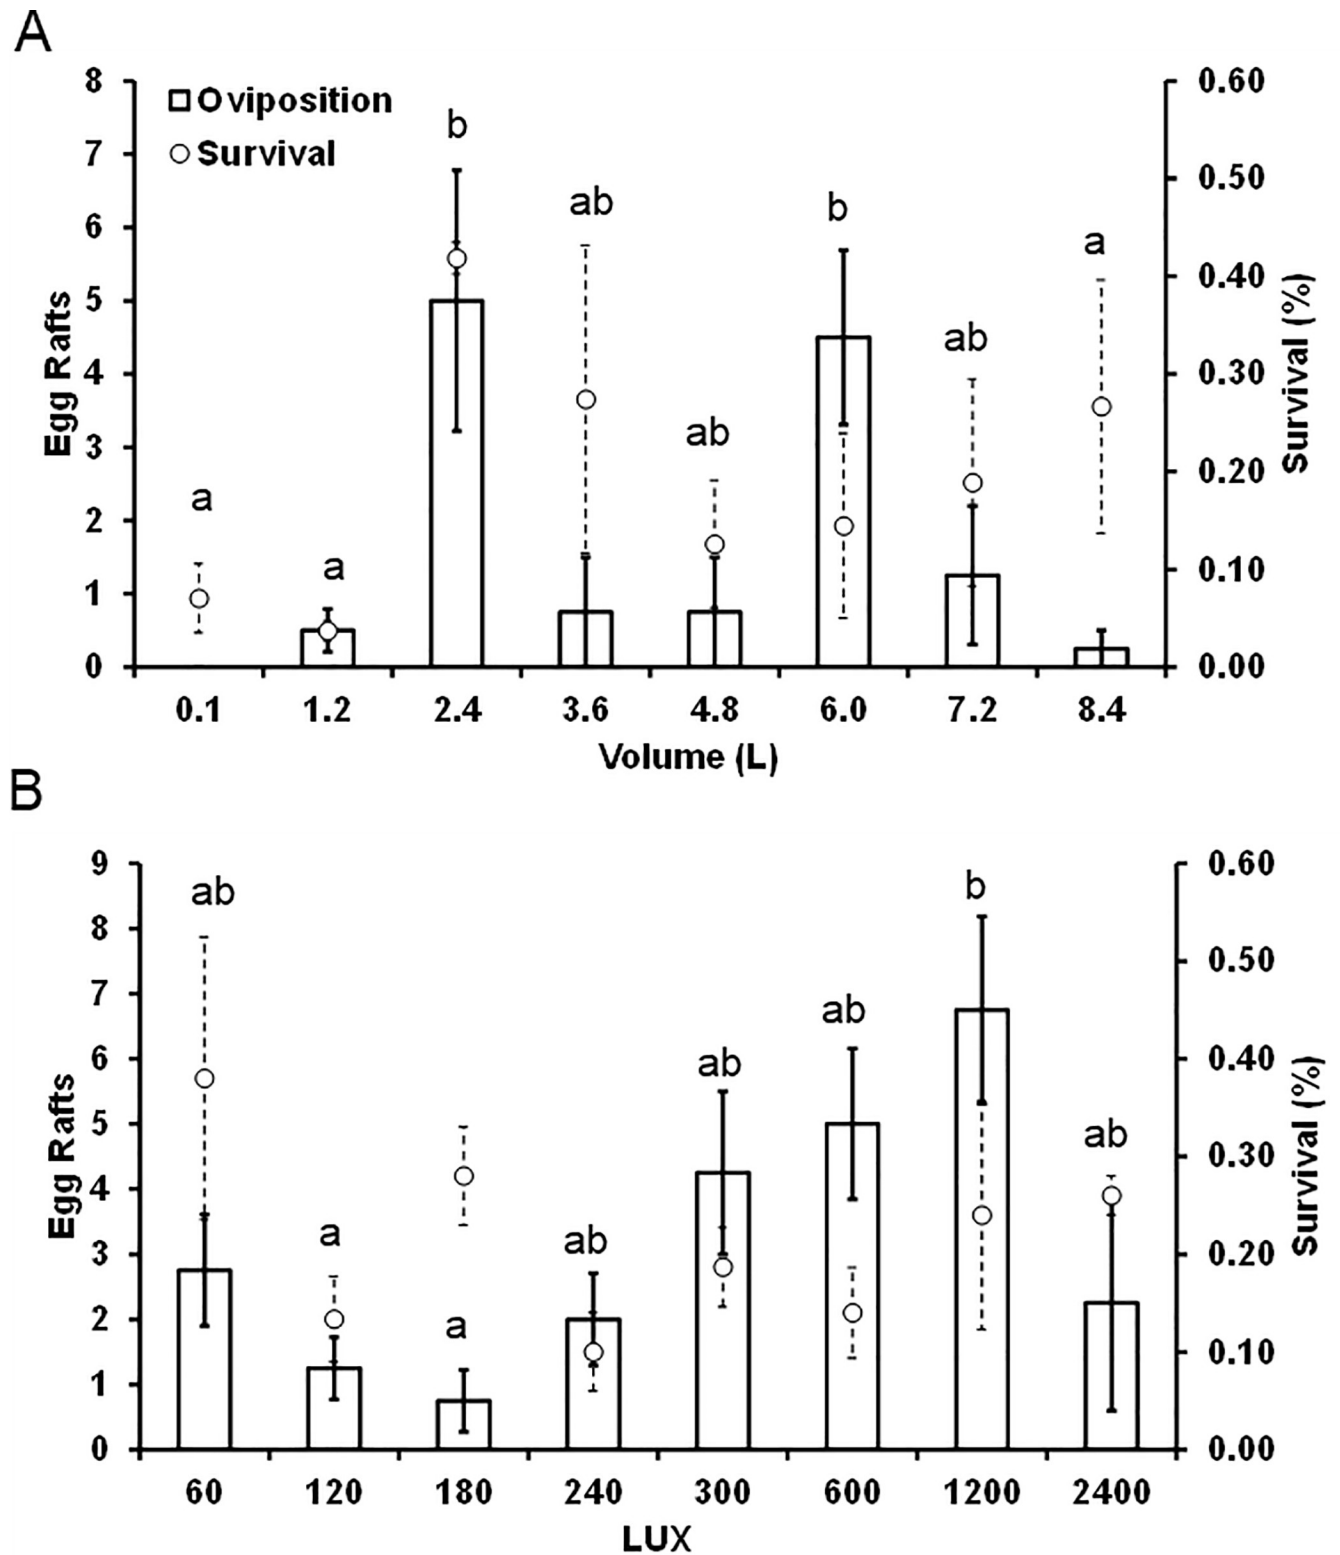 A
8 0.60
Oviposition
b
7 Survival 0.50
ab
6 b
a
0.40
5
ab
4 0.30
Egg Rafts Survival (%)
ab
3
a 0.20
2
a
0.10
1
0 0.00
0.1 1.2 2.4 3.6 4.8 6.0 7.2 8.4
Volume (L)
B
9 0.60
ab b
8
0.50
7
ab
ab
6 0.40
5
ab
0.30
4
Egg Rafts Survival (%)
a ab
3 0.20
2
a
0.10
1
0 0.00
60 120 180 240 300 600 1200 2400
LUX